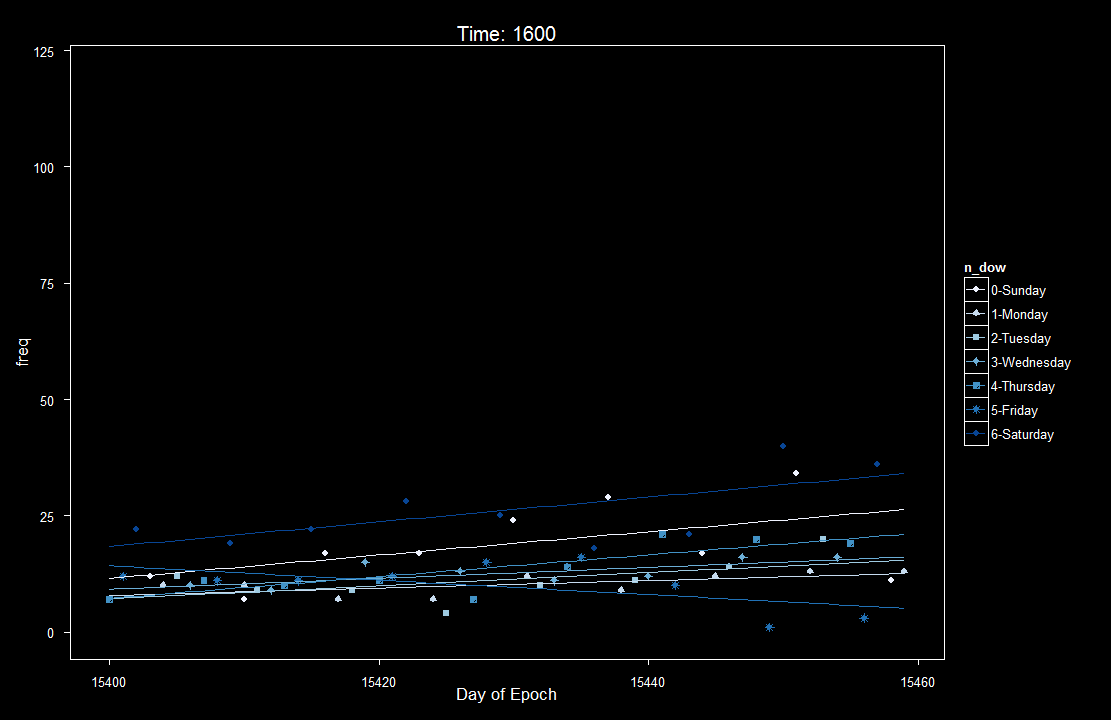 Time: 1600
125
100
75
50
25
0
freq
15400
15420
15440
15460
Day of Epoch
n_dow
0-Sunday
1-Monday
2-Tuesday
3-Wednesday
4-Thursday
5-Friday
6-Saturday